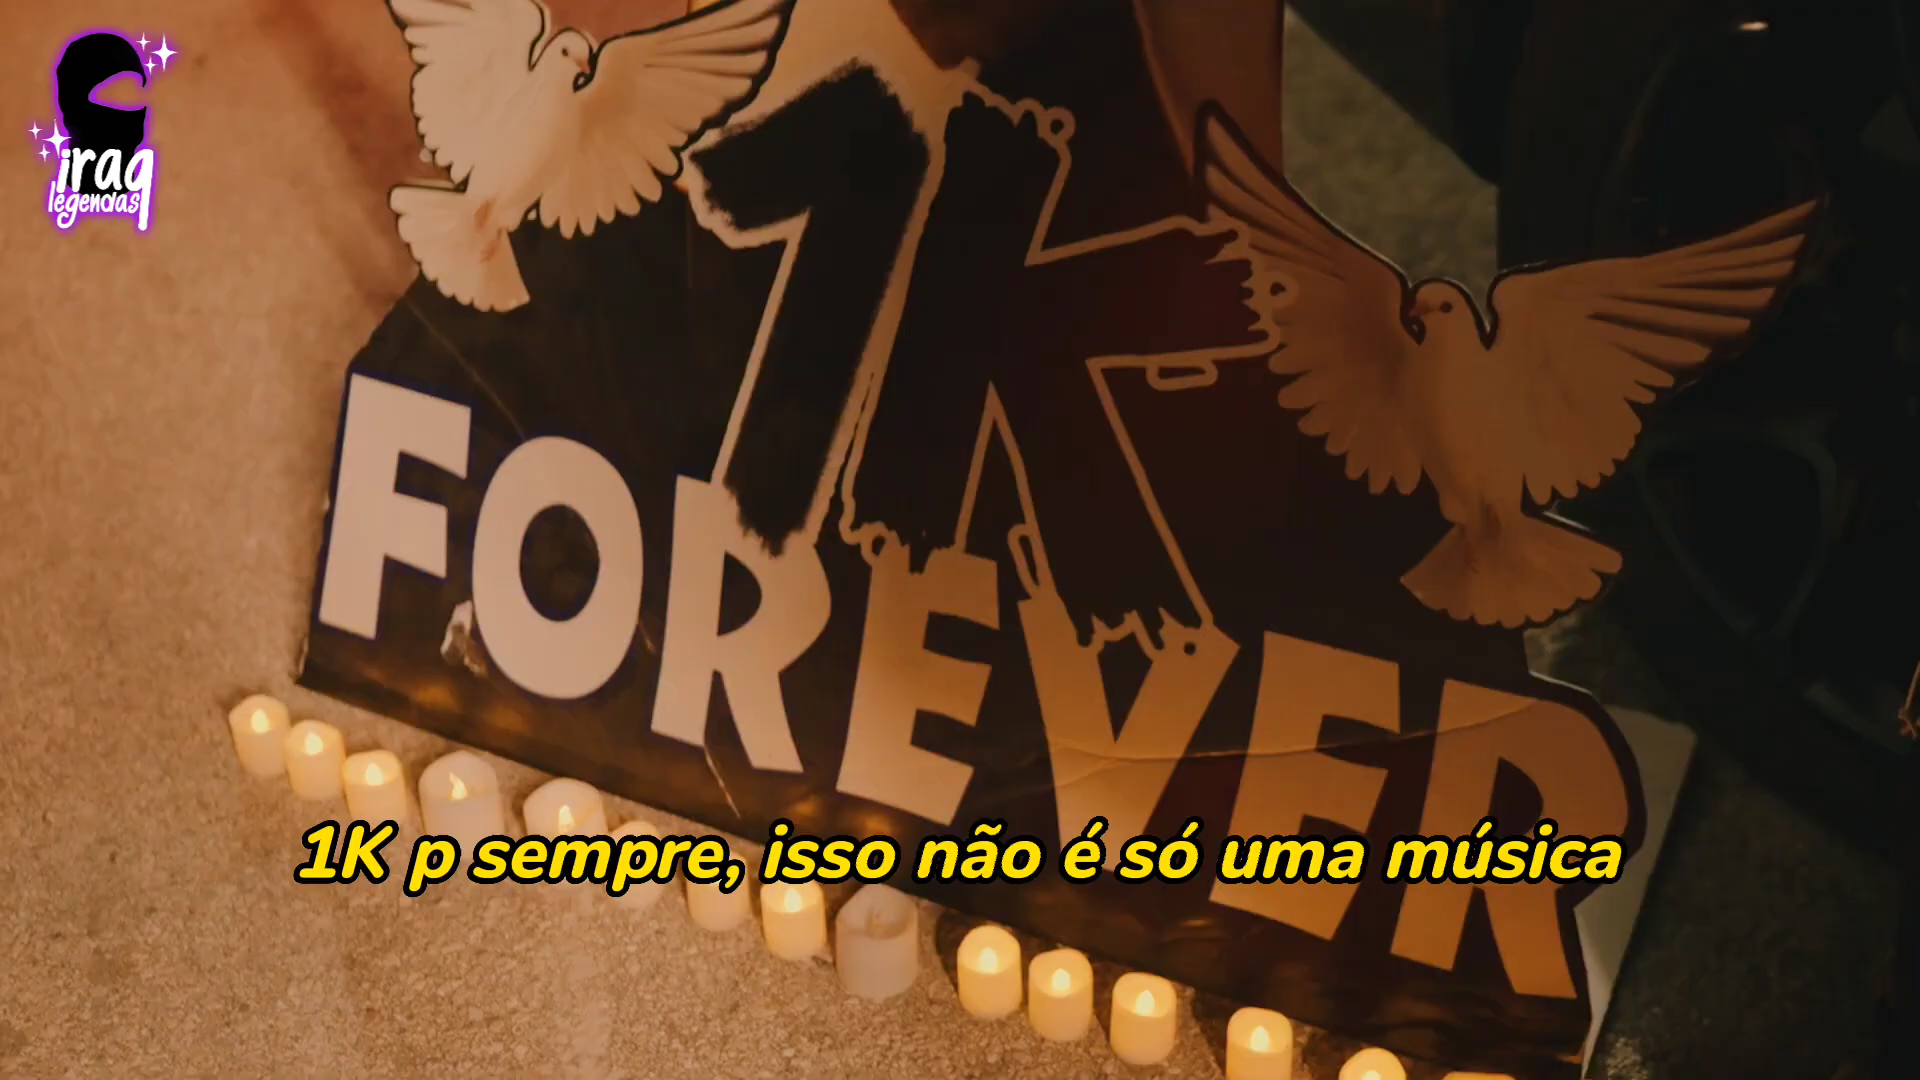 iraq
legendas
1K
FOREVER
1K p sempre, isso não é só uma música